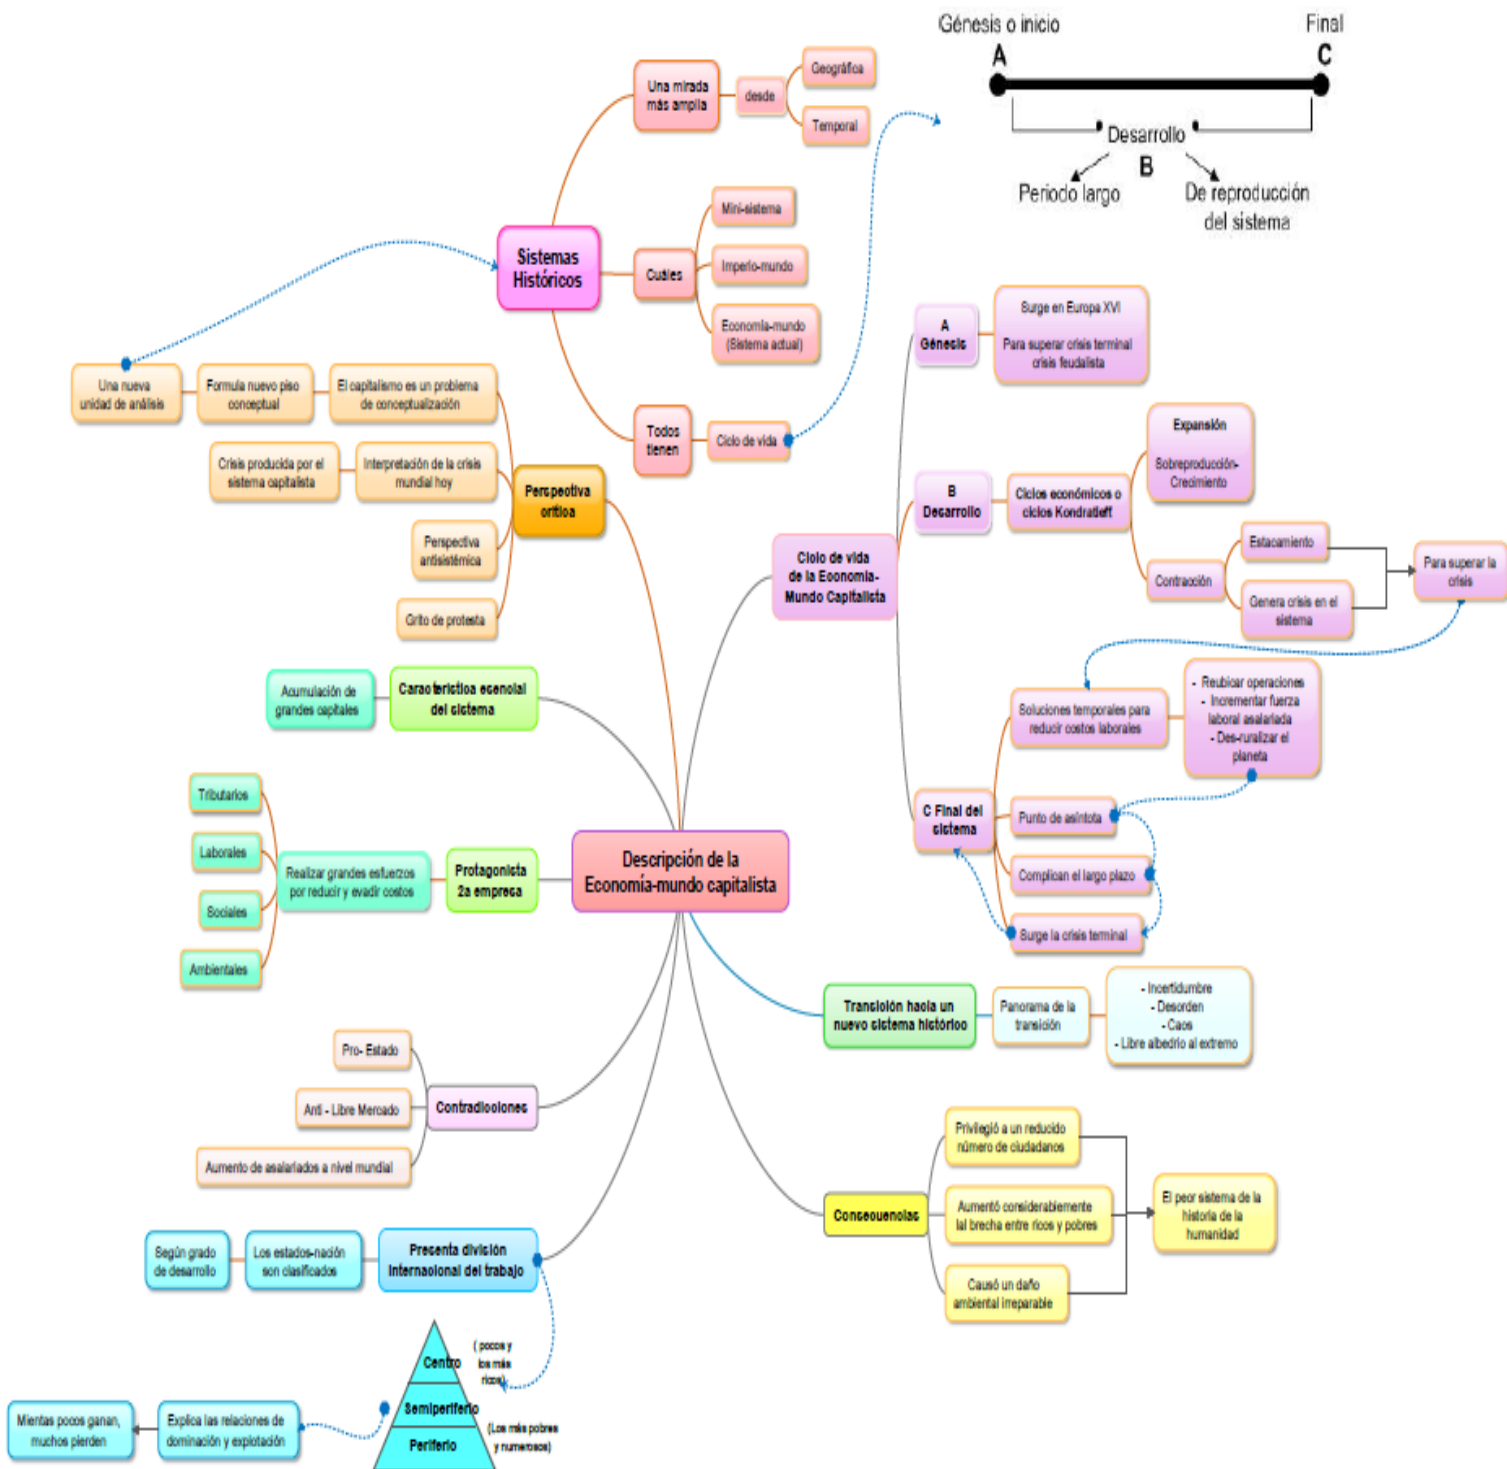 Génesis o inicio
A
Final
C
Desarrollo
B
Periodo largo
De reproducción
del sistema
Sistemas
Históricos
Una mirada
más amplia
desde
Geográfica
Temporal
Cuáles
Mini-sistema
Imperio-mundo
Economía-mundo
(Sistema actual)
Todos
tienen
Ciclo de vida
Perspectiva
crítica
El capitalismo es un problema
de conceptualización
Formula nuevo piso
conceptual
Una nueva
unidad de análisis
Interpretación de la crisis
mundial hoy
Crisis producida por el
sistema capitalista
Perspectiva
antisistémica
Grito de protesta
Ciclo de vida
de la Economía-
Mundo Capitalista
A
Génesis
Surge en Europa XVI
Para superar crisis terminal
crisis feudalista
B
Desarrollo
Ciclos económicos o
ciclos Kondratieff
Expansión
Sobreproducción-
Crecimiento
Contracción
Estacamiento
Genera crisis en el
sistema
Para superar la
crisis
C Final del
sistema
Soluciones temporales para
reducir costos laborales
- Reubicar operaciones
- Incrementar fuerza
laboral asalariada
- Des-ruralizar el
planeta
Punto de asíntota
Complican el largo plazo
Surge la crisis terminal
Característica esencial
del sistema
Acumulación de
grandes capitales
Descripción de la
Economía-mundo capitalista
Protagonista
2a empresa
Realizar grandes esfuerzos
por reducir y evadir costos
Tributarios
Laborales
Sociales
Ambientales
Transición hacia un
nuevo sistema histórico
Panorama de la
transición
- Incertidumbre
- Desorden
- Caos
- Libre albedrío al extremo
Contradicciones
Pro- Estado
Anti - Libre Mercado
Aumento de asalariados a nivel mundial
Consecuencias
Privilegió a un reducido
número de ciudadanos
Aumentó considerablemente
lal brecha entre ricos y pobres
Causó un daño
ambiental irreparable
El peor sistema de la
historia de la
humanidad
Presenta división
internacional del trabajo
Los estados-nación
son clasificados
Según grado
de desarrollo
Centro
( pocos y
los más
ricos)
Semiperiferio
Periferio
(Los más pobres
y numerosos)
Explica las relaciones de
dominación y explotación
Mientas pocos ganan,
muchos pierden